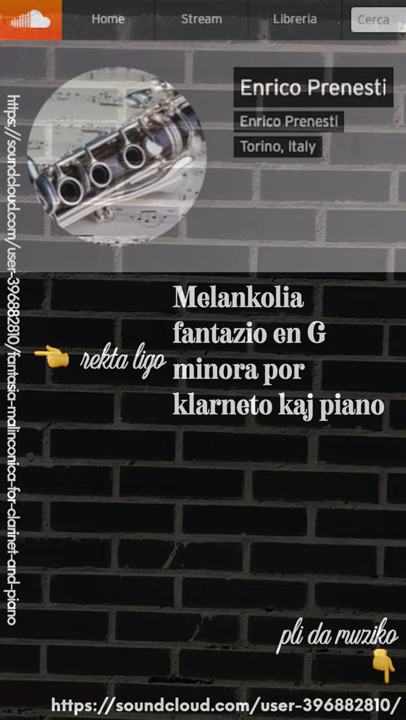 Home Stream Libreria Cerca
Enrico Prenesti
Enrico Prenesti
Torino, Italy
https://soundcloud.com/user-396882810/fantasia-malinconica-for-clarinet-and-piano
Melankolia
fantazio en G
minora por
klarneto kaj piano
rekta ligo
pli da muziko
https://soundcloud.com/user-396882810/